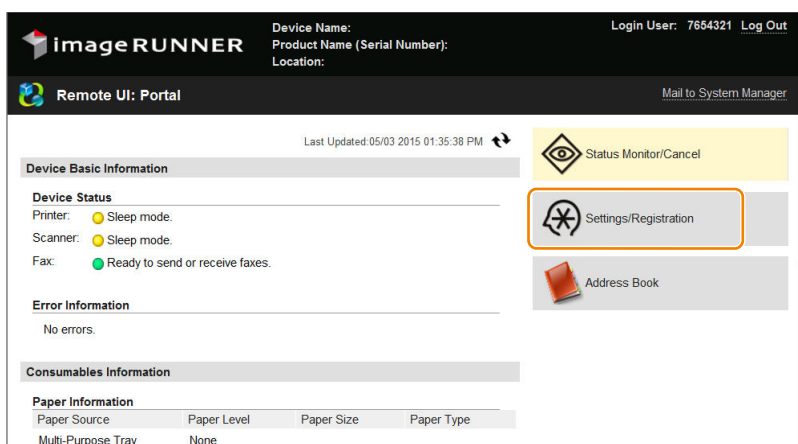 imageRUNNER
Device Name:
Product Name (Serial Number):
Location:
Login User: 7654321 Log Out
Remote UI: Portal
Mail to System Manager
Last Updated:05/03 2015 01:35:38 PM
Device Basic Information
Device Status
Printer: Sleep mode.
Scanner: Sleep mode.
Fax: Ready to send or receive faxes.
Error Information
No errors.
Consumables Information
Paper Information
Paper Source Paper Level Paper Size Paper Type
Multi-Purpose Tray None
Status Monitor/Cancel
Settings/Registration
Address Book